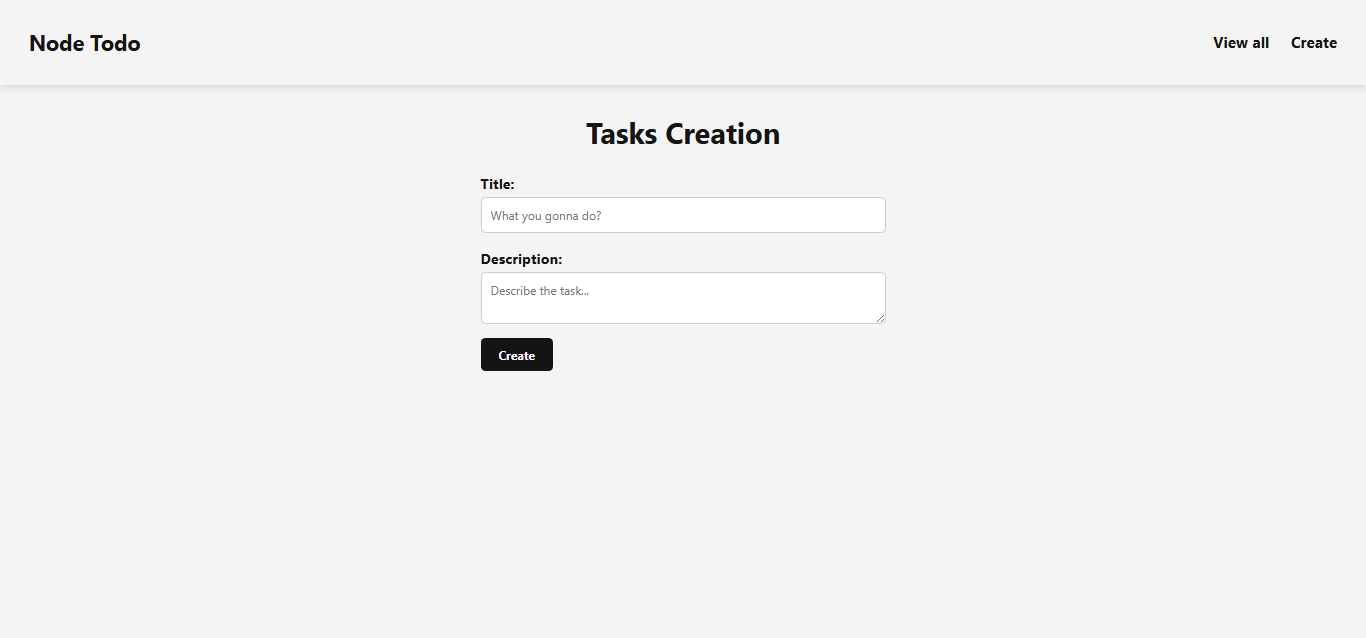 Node Todo
View all
Create
Tasks Creation
Title:
What you gonna do?
Description:
Describe the task...
Create